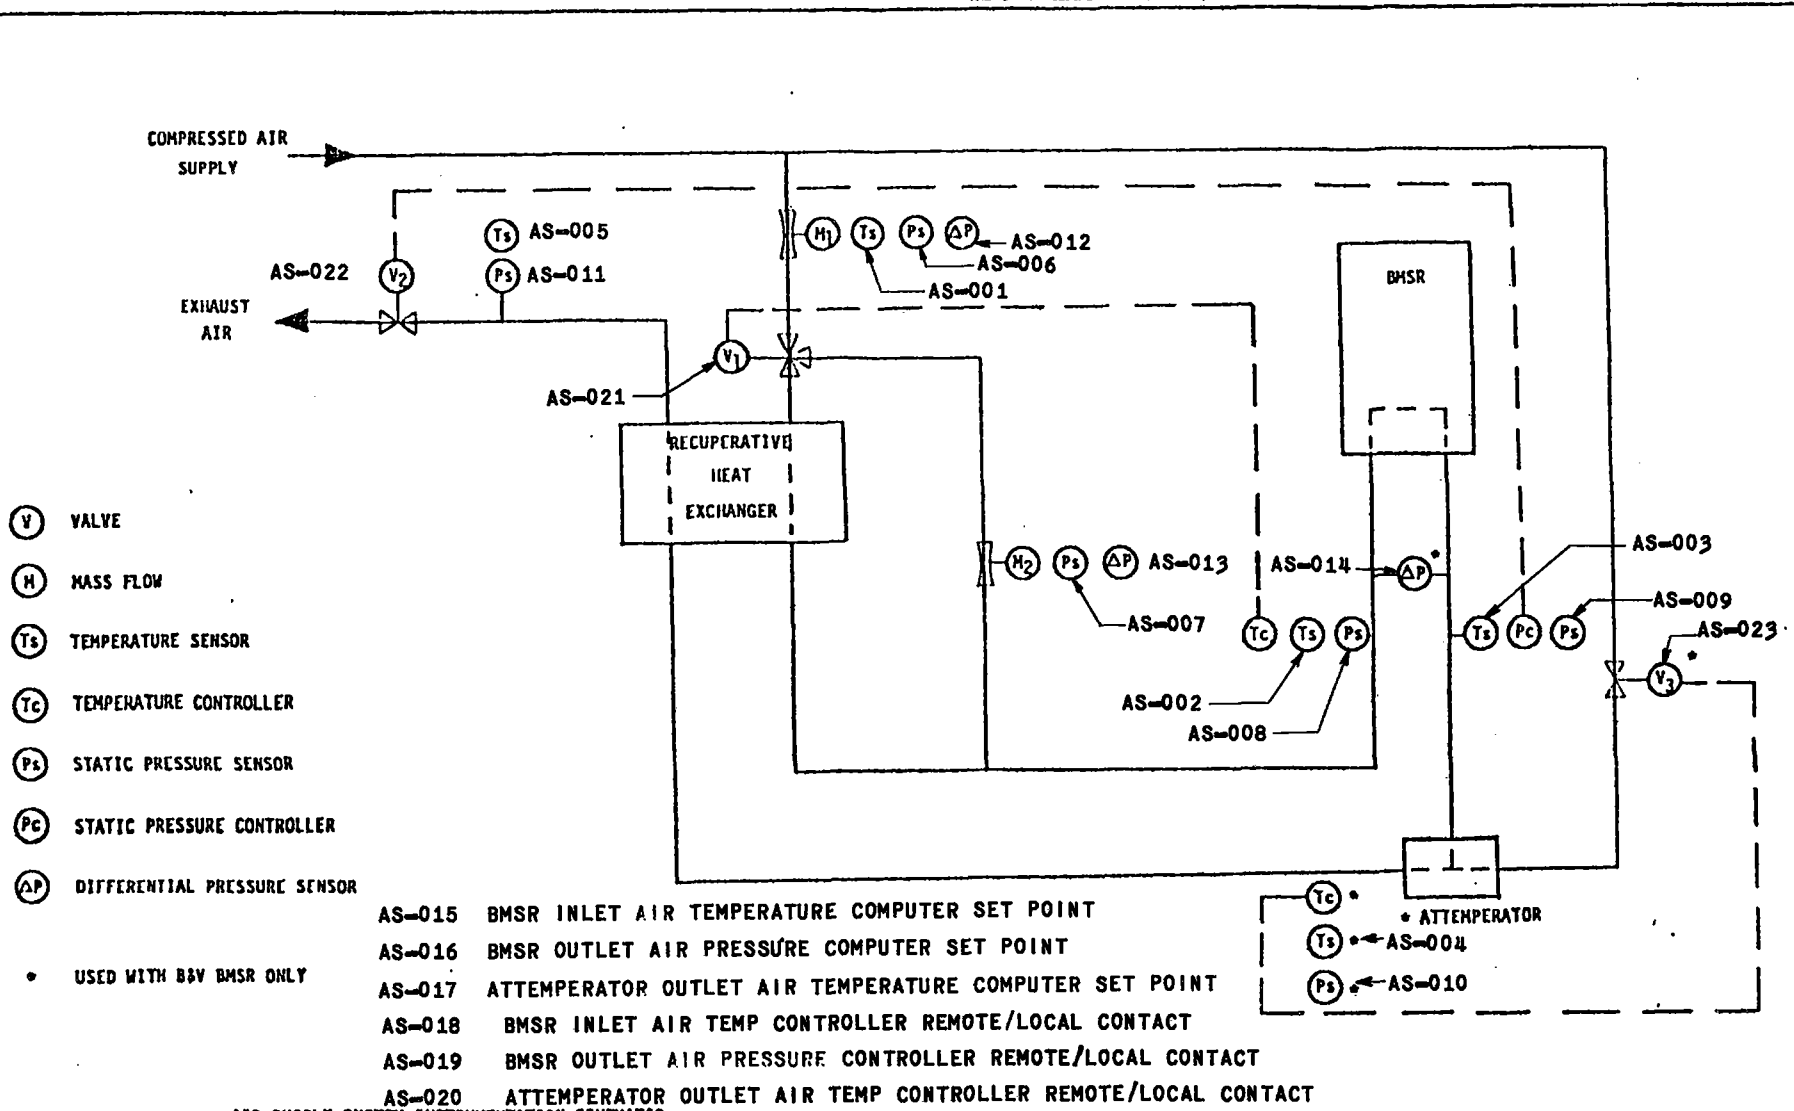 COMPRESSED AIR
SUPPLY
Ts AS-005
AS-022 V2 Ps AS-011
EXHAUST
AIR
M1 Ts Ps ΔP AS-012
AS-006
AS-001
BMSR
V1
AS-021
RECUPERATIVE
HEAT
EXCHANGER
M2 Ps ΔP AS-013
AS-007
AS-014 ΔP *
AS-003
AS-009
AS-023
Tc Ts Ps
Ts Pc Ps
* V3
AS-002
AS-008
V VALVE
M MASS FLOW
Ts TEMPERATURE SENSOR
Tc TEMPERATURE CONTROLLER
Ps STATIC PRESSURE SENSOR
Pc STATIC PRESSURE CONTROLLER
ΔP DIFFERENTIAL PRESSURE SENSOR
* USED WITH B&V BMSR ONLY
Tc *
* ATTEMPERATOR
Ts * AS-004
Ps * AS-010
AS-015 BMSR INLET AIR TEMPERATURE COMPUTER SET POINT
AS-016 BMSR OUTLET AIR PRESSURE COMPUTER SET POINT
AS-017 ATTEMPERATOR OUTLET AIR TEMPERATURE COMPUTER SET POINT
AS-018 BMSR INLET AIR TEMP CONTROLLER REMOTE/LOCAL CONTACT
AS-019 BMSR OUTLET AIR PRESSURE CONTROLLER REMOTE/LOCAL CONTACT
AS-020 ATTEMPERATOR OUTLET AIR TEMP CONTROLLER REMOTE/LOCAL CONTACT